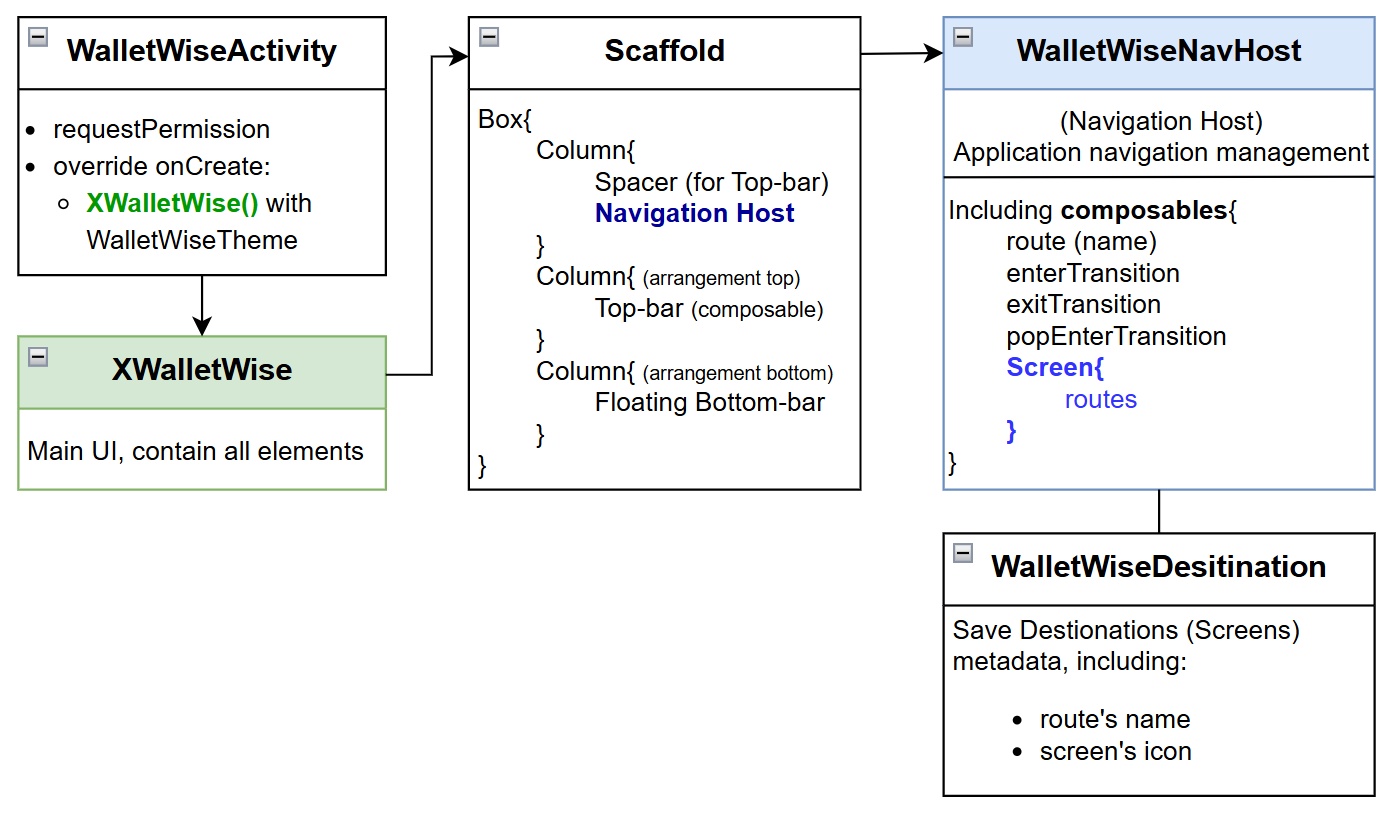 WalletWiseActivity
requestPermission
override onCreate:
XWalletWise() with
WalletWiseTheme
XWalletWise
Main UI, contain all elements
Scaffold
Box{
Column{
Spacer (for Top-bar)
Navigation Host
}
Column{ (arrangement top)
Top-bar (composable)
}
Column{ (arrangement bottom)
Floating Bottom-bar
}
}
WalletWiseNavHost
(Navigation Host)
Application navigation management
Including composables{
route (name)
enterTransition
exitTransition
popEnterTransition
Screen{
routes
}
}
WalletWiseDesitination
Save Destionations (Screens)
metadata, including:
route's name
screen's icon